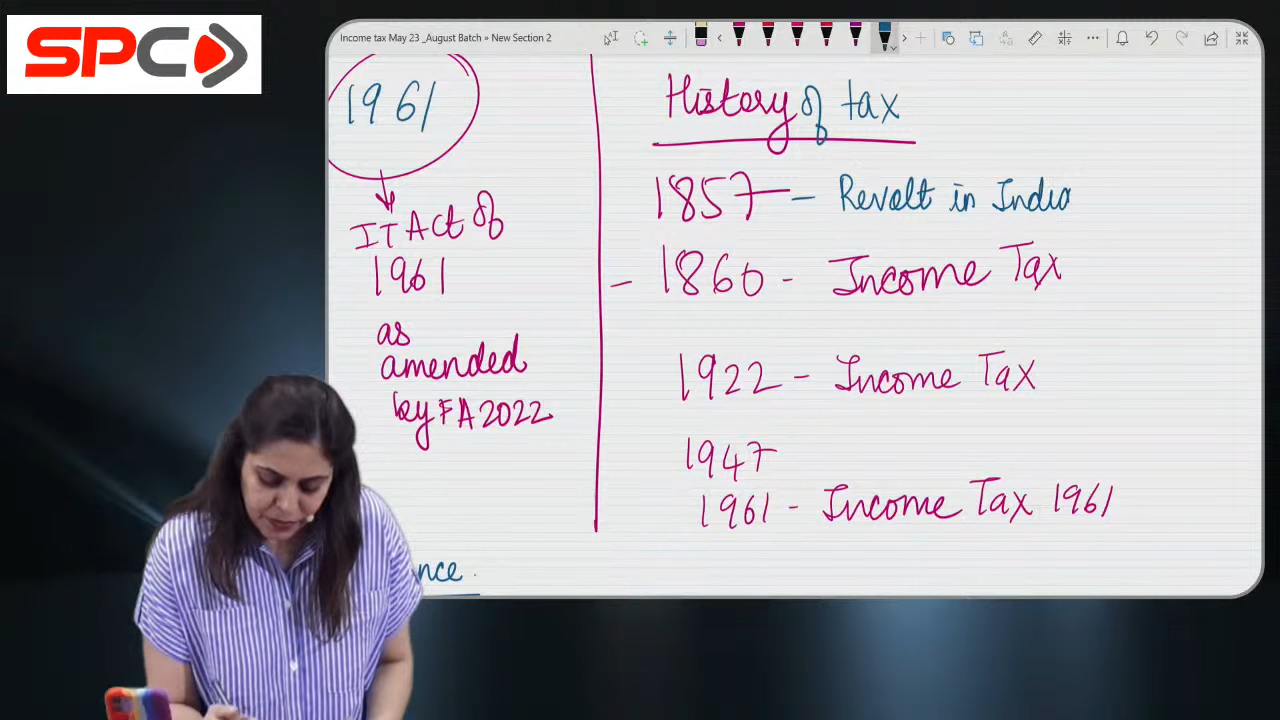 SPC
Income tax May 23 _August Batch » New Section 2
1961
IT Act of
1961
as
amended
by FA 2022
nce
History of tax
1857 - Revolt in India
- 1860 - Income Tax
1922 - Income Tax
1947
1961 - Income Tax 1961